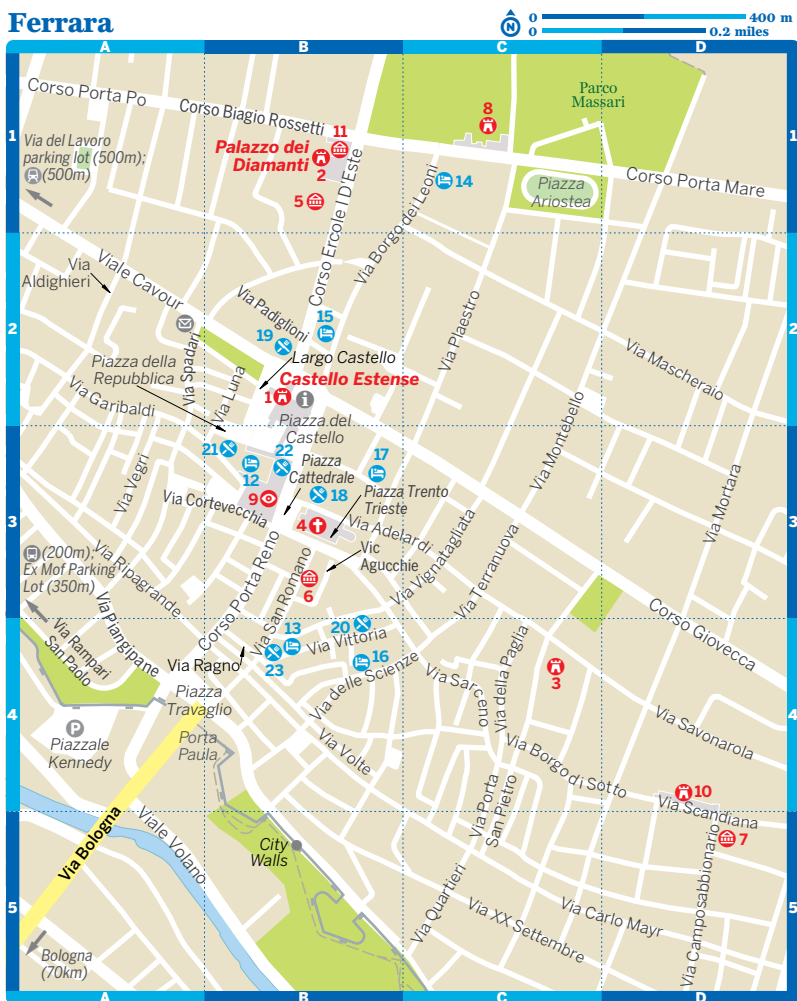 Ferrara
N
0 400 m
0 0.2 miles
A B C D
1
2
3
4
5
1
2
3
4
5
A B C D
Corso Porta Po
Corso Biagio Rossetti
Via del Lavoro
parking lot (500m);
(500m)
Palazzo dei
Diamanti
11
2
5
8
Parco
Massari
14
Piazza
Ariostea
Corso Porta Mare
Corso Ercole I D'Este
Via Borgo dei Leoni
Via
Aldighieri
Viale Cavour
Via Padiglioni
15
19
Largo Castello
Via Plaestro
Via Mascheraio
Piazza della
Repubblica
Via Spadari
Via Luna
Castello Estense
1
i
Piazza del
Castello
Via Garibaldi
Via Montebello
21
12
22
Piazza
Cattedrale
17
18
Piazza Trento
Trieste
Via Vegri
Via Cortevecchia
9
4
Via Adelardi
Via Mortara
Vic
Agucchie
(200m);
Ex Mof Parking
Lot (350m)
Via Ripagrande
Corso Porta Reno
Via San Romano
6
Via Vignatagliata
Via Terranuova
Corso Giovecca
Via Piangipane
Via Rampari
San Paolo
Via Ragno
13
20
Via Vittoria
23
16
Via delle Scienze
Via Sarceno
Via della Paglia
3
Piazza
Travaglio
Porta
Paula
P
Piazzale
Kennedy
Via Volte
Via Savonarola
Via Borgo di Sotto
10
Via Scandiana
7
Via Porta
San Pietro
Via Bologna
Viale Volano
City
Walls
Via Quartieri
Via XX Settembre
Via Carlo Mayr
Via Camposabbionario
Bologna
(70km)